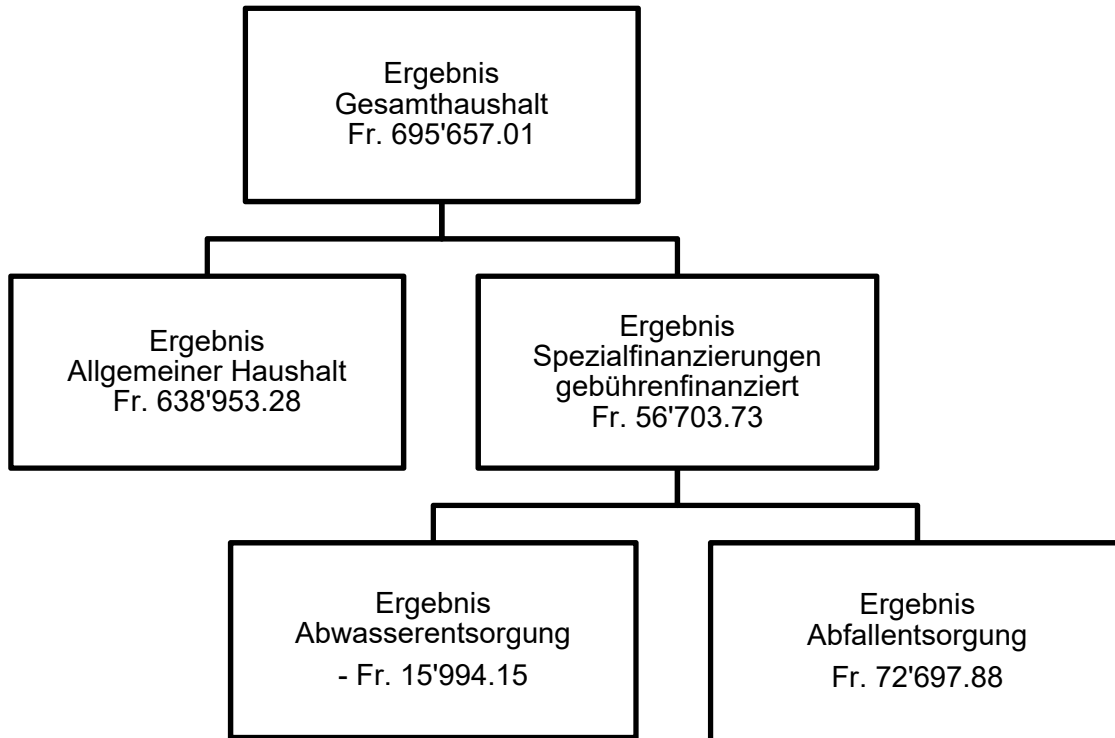 Ergebnis
Gesamthaushalt
Fr. 695'657.01
Ergebnis
Allgemeiner Haushalt
Fr. 638'953.28
Ergebnis
Spezialfinanzierungen
gebührenfinanziert
Fr. 56'703.73
Ergebnis
Abwasserentsorgung
- Fr. 15'994.15
Ergebnis
Abfallentsorgung
Fr. 72'697.88